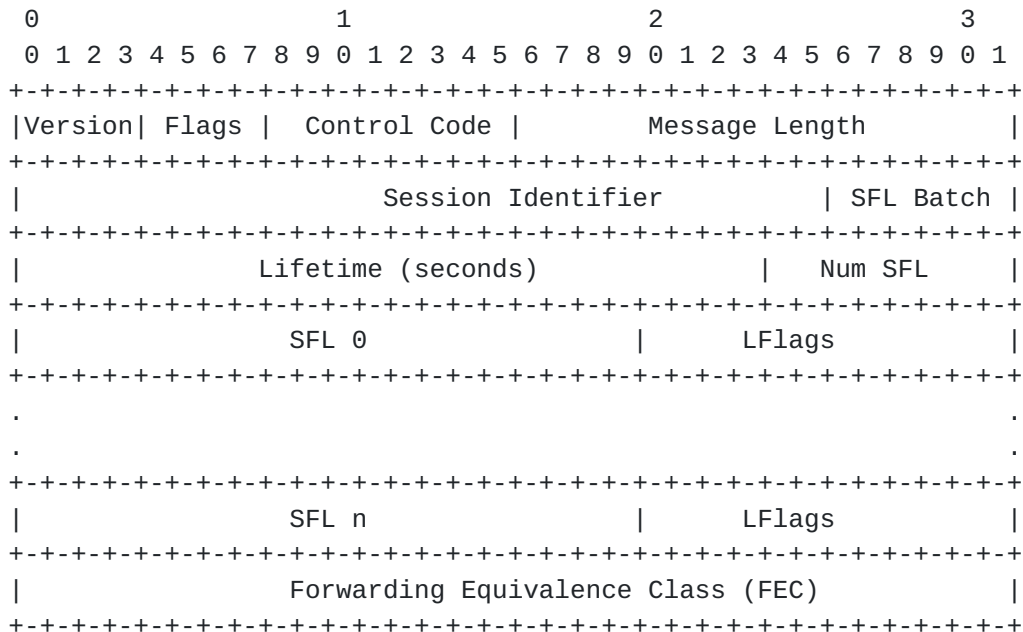 0                   1                   2                   3
 0 1 2 3 4 5 6 7 8 9 0 1 2 3 4 5 6 7 8 9 0 1 2 3 4 5 6 7 8 9 0 1
+-+-+-+-+-+-+-+-+-+-+-+-+-+-+-+-+-+-+-+-+-+-+-+-+-+-+-+-+-+-+-+-+
|Version| Flags |  Control Code |        Message Length         |
+-+-+-+-+-+-+-+-+-+-+-+-+-+-+-+-+-+-+-+-+-+-+-+-+-+-+-+-+-+-+-+-+
|                       Session Identifier          | SFL Batch |
+-+-+-+-+-+-+-+-+-+-+-+-+-+-+-+-+-+-+-+-+-+-+-+-+-+-+-+-+-+-+-+-+
|               Lifetime (seconds)              |   Num SFL     |
+-+-+-+-+-+-+-+-+-+-+-+-+-+-+-+-+-+-+-+-+-+-+-+-+-+-+-+-+-+-+-+-+
|                 SFL 0                 |      LFlags           |
+-+-+-+-+-+-+-+-+-+-+-+-+-+-+-+-+-+-+-+-+-+-+-+-+-+-+-+-+-+-+-+-+
.                                                               .
.                                                               .
+-+-+-+-+-+-+-+-+-+-+-+-+-+-+-+-+-+-+-+-+-+-+-+-+-+-+-+-+-+-+-+-+
|                 SFL n                 |      LFlags           |
+-+-+-+-+-+-+-+-+-+-+-+-+-+-+-+-+-+-+-+-+-+-+-+-+-+-+-+-+-+-+-+-+
|                 Forwarding Equivalence Class (FEC)            |
+-+-+-+-+-+-+-+-+-+-+-+-+-+-+-+-+-+-+-+-+-+-+-+-+-+-+-+-+-+-+-+-+